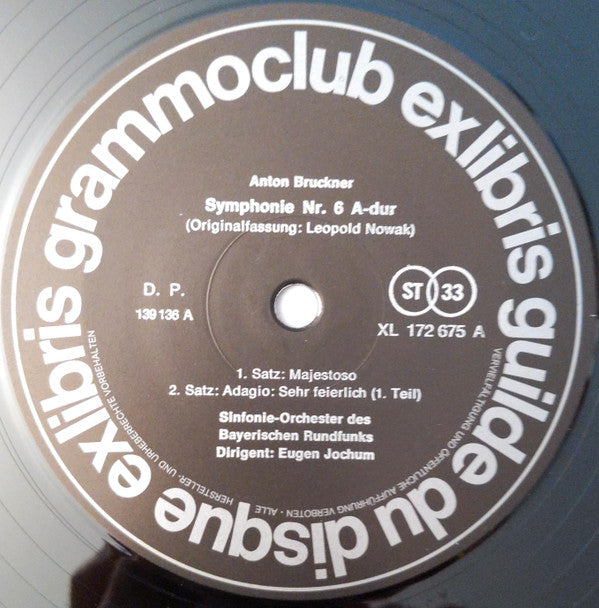 exlibris grammoclub exlibris guilde du disque
Anton Bruckner
Symphonie Nr. 6 A-dur
(Originalfassung: Leopold Nowak)
D. P.
139 136 A
ST 33
XL 172 675 A
1. Satz: Majestoso
2. Satz: Adagio: Sehr feierlich (1. Teil)
Sinfonie-Orchester des
Bayerischen Rundfunks
Dirigent: Eugen Jochum
ALLE HERSTELLER- UND URHEBERRECHTE VORBEHALTEN
VERVIELFÄLTIGUNG UND ÖFFENTLICHE AUFFÜHRUNG VERBOTEN -